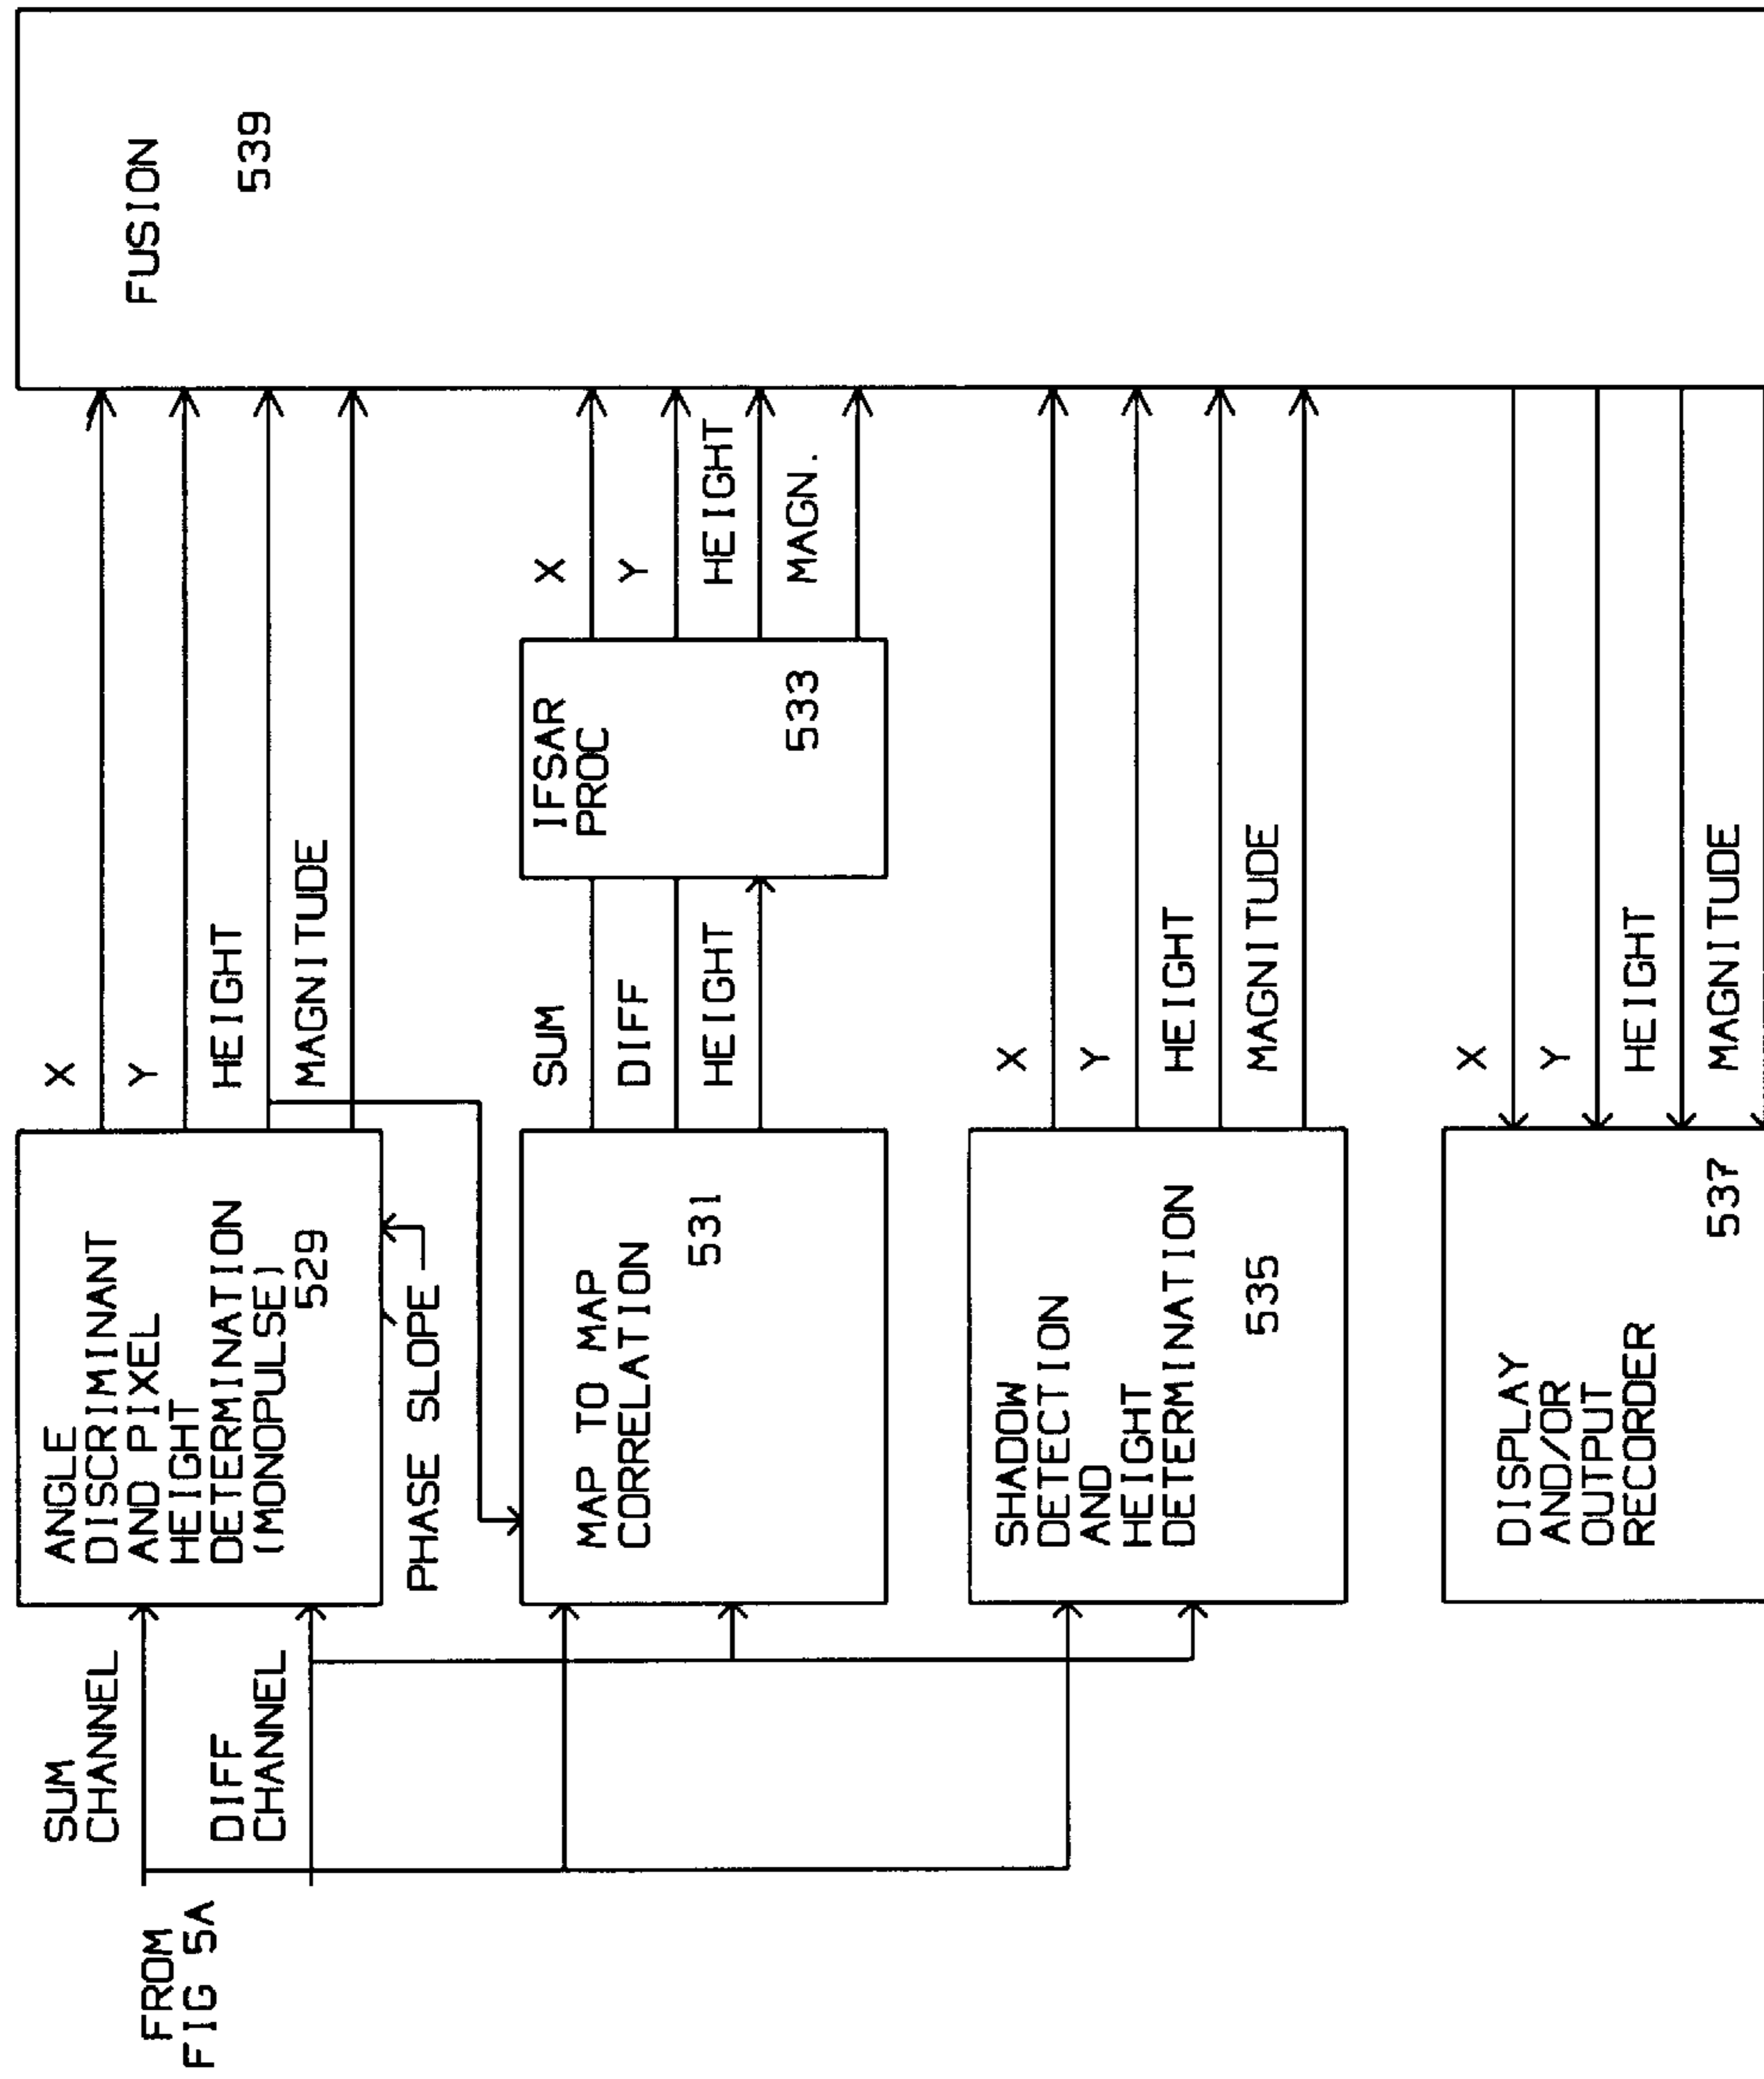 FROM
FIG 5A
SUM
CHANNEL
DIFF
CHANNEL
ANGLE
DISCRIMINANT
AND PIXEL
HEIGHT
DETERMINATION
(MONOPULSE)
529
PHASE SLOPE
X
Y
HEIGHT
MAGNITUDE
FUSION
539
MAP TO MAP
CORRELATION
531
SUM
DIFF
HEIGHT
IFSAR
PROC
533
X
Y
HEIGHT
MAGN.
SHADOW
DETECTION
AND
HEIGHT
DETERMINATION
535
X
Y
HEIGHT
MAGNITUDE
DISPLAY
AND/OR
OUTPUT
RECORDER
537
X
Y
HEIGHT
MAGNITUDE